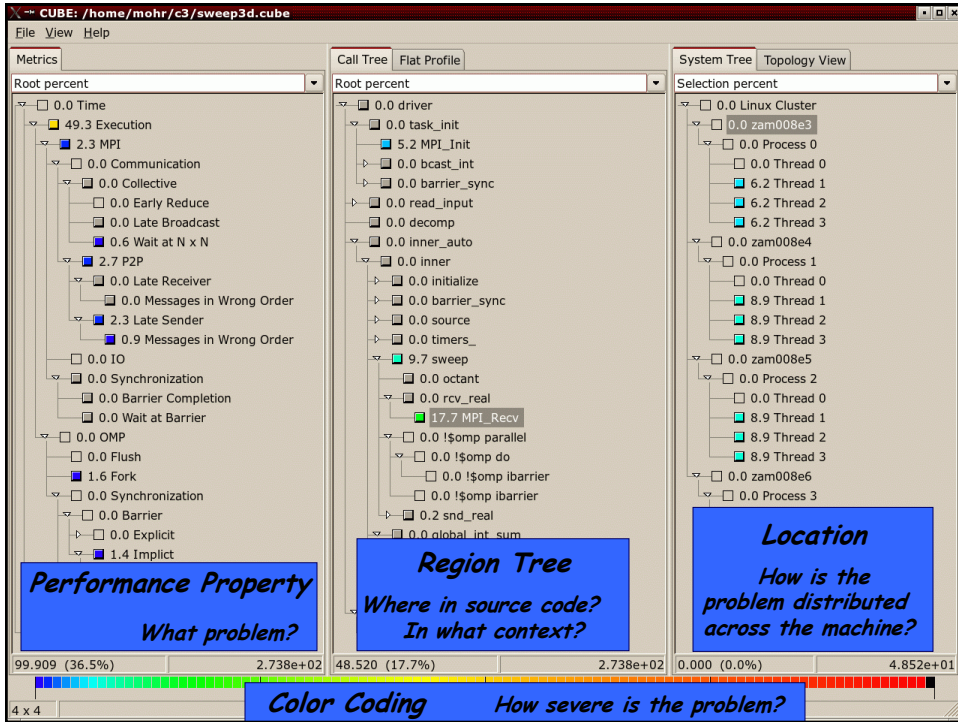 CUBE: /home/mohr/c3/sweep3d.cube
File View Help
Metrics
Root percent
0.0 Time
49.3 Execution
2.3 MPI
0.0 Communication
0.0 Collective
0.0 Early Reduce
0.0 Late Broadcast
0.6 Wait at N x N
2.7 P2P
0.0 Late Receiver
0.0 Messages in Wrong Order
2.3 Late Sender
0.9 Messages in Wrong Order
0.0 IO
0.0 Synchronization
0.0 Barrier Completion
0.0 Wait at Barrier
0.0 OMP
0.0 Flush
1.6 Fork
0.0 Synchronization
0.0 Barrier
0.0 Explicit
1.4 Implict
Performance Property
What problem?
99.909 (36.5%) 2.738e+02
Call Tree Flat Profile
Root percent
0.0 driver
0.0 task_init
5.2 MPI_Init
0.0 bcast_int
0.0 barrier_sync
0.0 read_input
0.0 decomp
0.0 inner_auto
0.0 inner
0.0 initialize
0.0 barrier_sync
0.0 source
0.0 timers_
9.7 sweep
0.0 octant
0.0 rcv_real
17.7 MPI_Recv
0.0 !$omp parallel
0.0 !$omp do
0.0 !$omp ibarrier
0.0 !$omp ibarrier
0.2 snd_real
0.0 global_int_sum
Region Tree
Where in source code?
In what context?
48.520 (17.7%) 2.738e+02
System Tree Topology View
Selection percent
0.0 Linux Cluster
0.0 zam008e3
0.0 Process 0
0.0 Thread 0
6.2 Thread 1
6.2 Thread 2
6.2 Thread 3
0.0 zam008e4
0.0 Process 1
0.0 Thread 0
8.9 Thread 1
8.9 Thread 2
8.9 Thread 3
0.0 zam008e5
0.0 Process 2
0.0 Thread 0
8.9 Thread 1
8.9 Thread 2
8.9 Thread 3
0.0 zam008e6
0.0 Process 3
Location
How is the
problem distributed
across the machine?
0.000 (0.0%) 4.852e+01
Color Coding How severe is the problem?
4 x 4